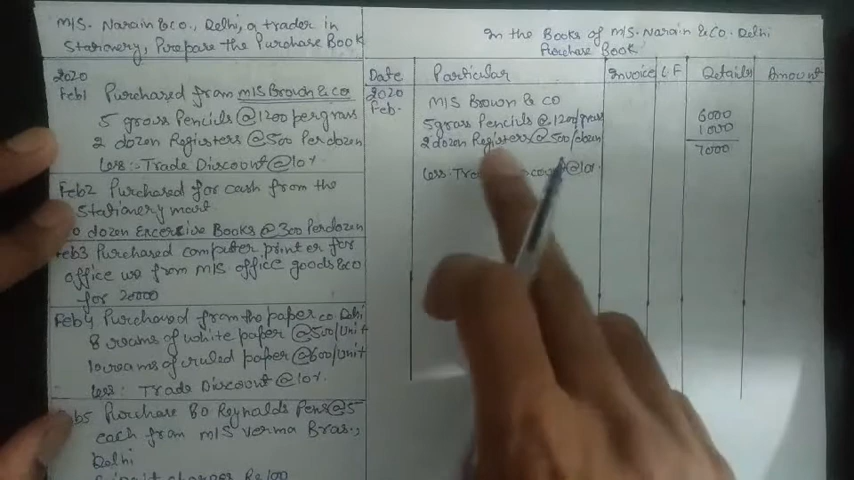 M/S. Narain & co., Delhi, a trader in
Stationery, Prepare the Purchase Book
2020
Feb1 Purchased from M/S Brown & co
5 gross Pencils @ 1200 per gross
2 dozen Registers @ 500 Per dozen
Less:- Trade Discount @ 10%
Feb2 Purchased for cash from the
Stationery mart
0 dozen Excercise Books @ 300 Per dozen
Feb3 Purchased computer printer for
office use from M/S office goods & co
for 20000
Feb4 Purchased from the paper co Delhi
8 reams of white paper @ 500/Unit
10 reams of ruled paper @ 600/Unit
Less: Trade Discount @ 10%
Feb5 Purchase 80 Reynalds Pens @ 5
each from M/S Verma Bros.,
Delhi
In the Books of M/S. Narain & Co. Delhi
Purchase Book
Date Particular Invoice L F Details Amount
2020
Feb. M/S Brown & CO
5 gross Pencils @ 1200/gross 6000
2 dozen Registers @ 500/dozen 1000
7000
Less. @ 10%.